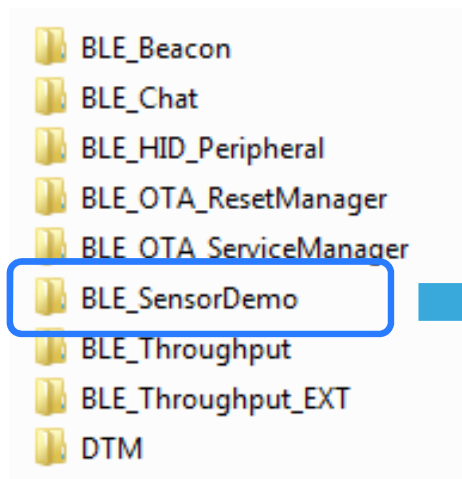 BLE_Beacon
BLE_Chat
BLE_HID_Peripheral
BLE_OTA_ResetManager
BLE_OTA_ServiceManager
BLE_SensorDemo
BLE_Throughput
BLE_Throughput_EXT
DTM